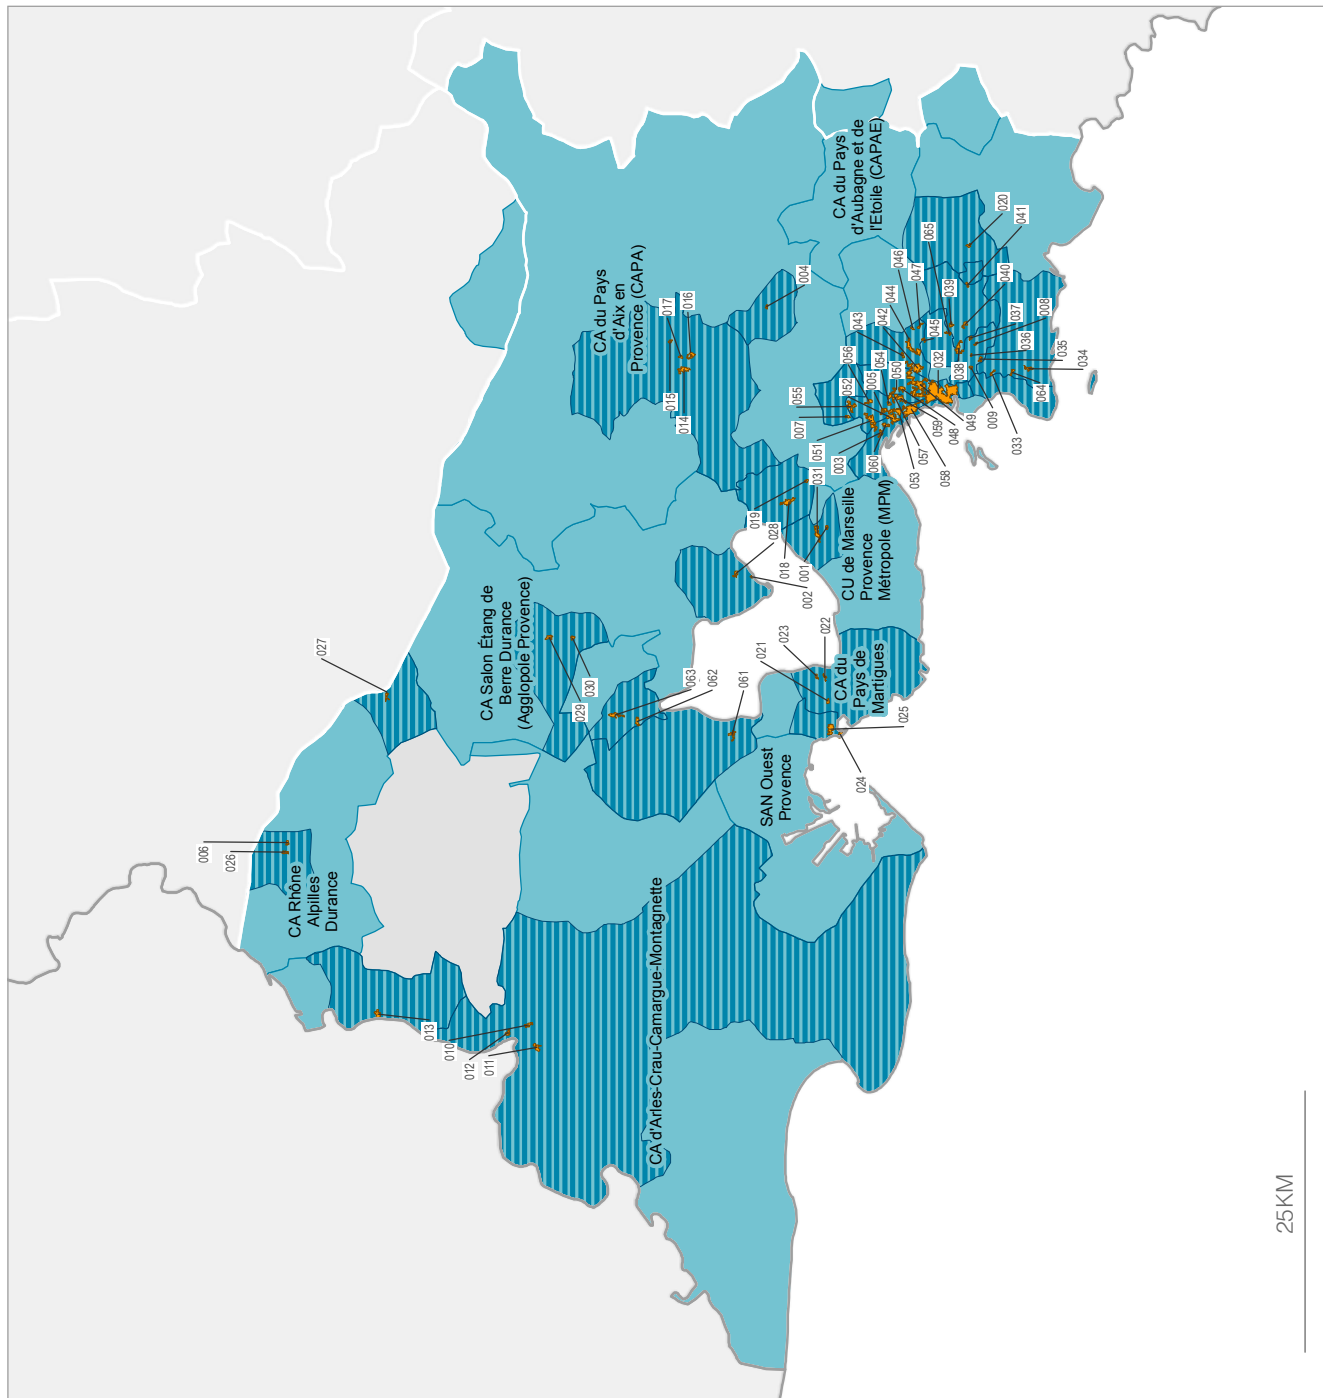 CA du Pays
d'Aubagne et de
l'Etoile (CAPAE)
CA du Pays
d'Aix en
Provence (CAPA)
CA Salon Étang de
Berre Durance
(Agglopole Provence)
CU de Marseille
Provence
Métropole (MPM)
CA du
Pays de
Martigues
SAN Ouest
Provence
CA Rhône
Alpilles
Durance
CA d'Arles-Crau-Camargue-Montagnette
006
026
027
013
010
012
011
029
030
063
062
061
021
023
022
025
024
028
002
001
018
019
031
015
014
017
016
004
055
007
051
003
060
052
056
005
054
050
043
042
044
046
047
045
065
039
020
041
040
037
008
036
035
034
064
033
009
038
032
049
048
059
058
057
053
25KM